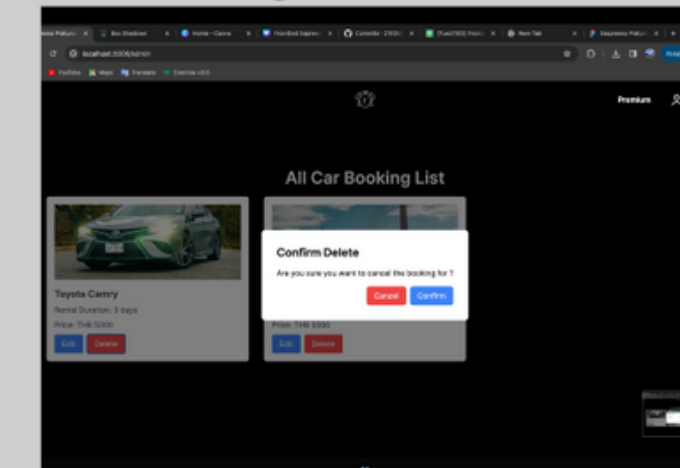 Box Shadows
Home - Canva
New Tab
localhost:3000/admin
YouTube Maps Translate
Premium
All Car Booking List
Confirm Delete
Are you sure you want to cancel the booking for ?
Cancel Confirm
Toyota Camry
Rental Duration: 3 days
Price: THB 5000
Edit Delete
Price: THB 5000
Edit Delete